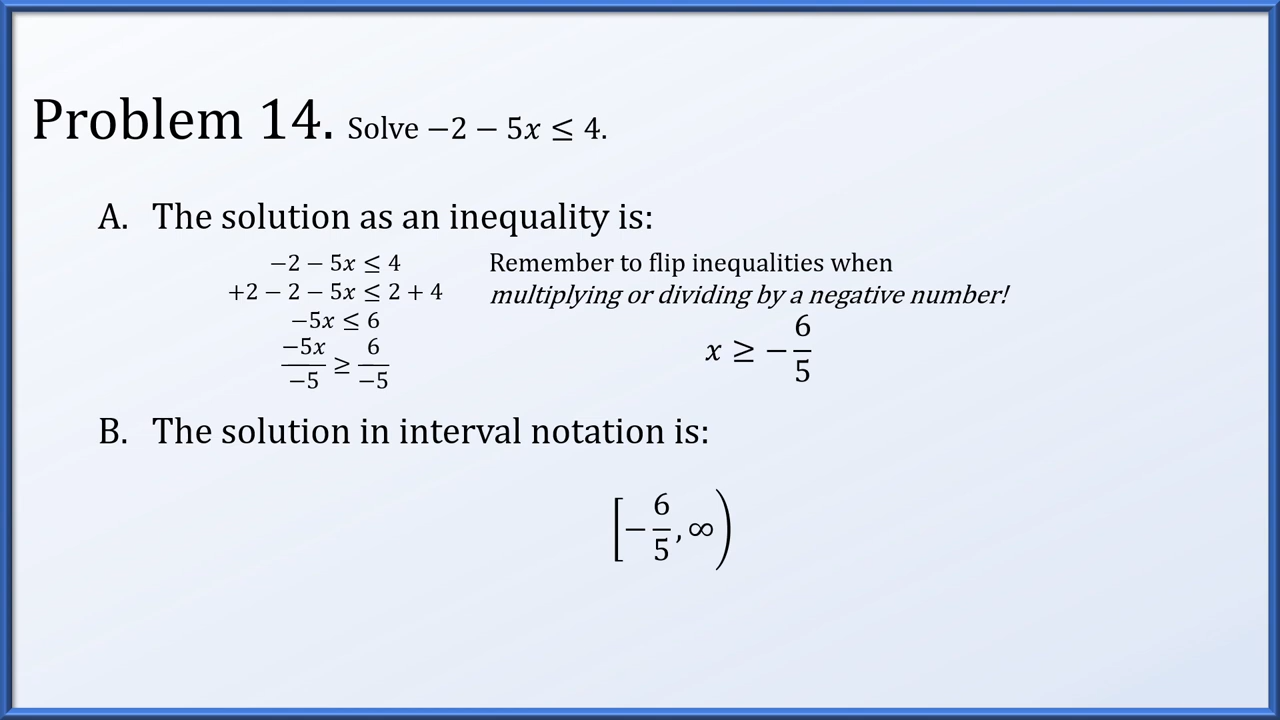 Problem 14. Solve −2 − 5x ≤ 4.
A. The solution as an inequality is:
−2 − 5x ≤ 4
+2 − 2 − 5x ≤ 2 + 4
−5x ≤ 6
−5x/−5 ≥ 6/−5
Remember to flip inequalities when
multiplying or dividing by a negative number!
x ≥ −6/5
B. The solution in interval notation is:
[−6/5, ∞)